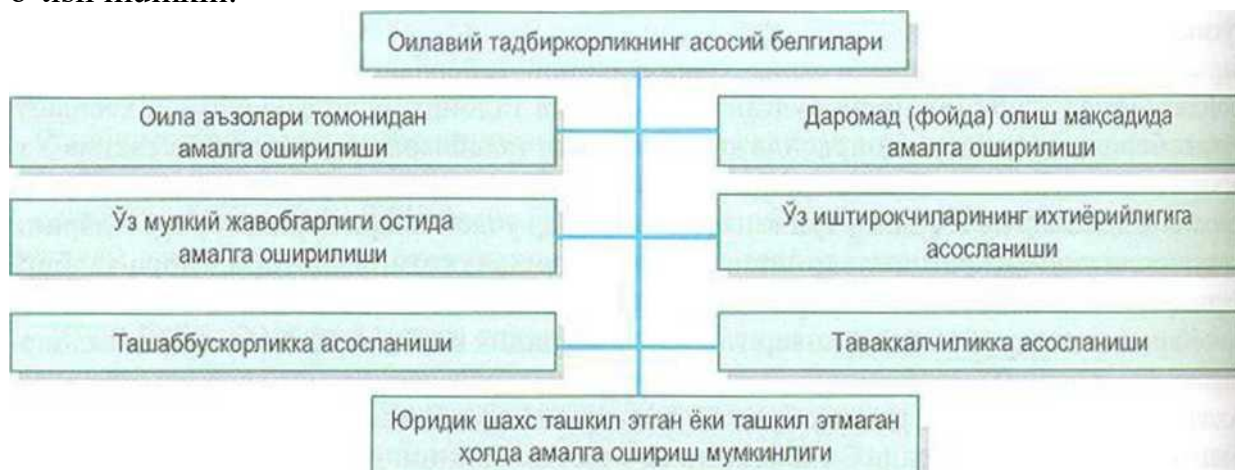 Оилавий тадбиркорликнинг асосий белгилари
Оила аъзолари томонидан
амалга оширилиши
Даромад (фойда) олиш мақсадида
амалга оширилиши
Ўз мулкий жавобгарлиги остида
амалга оширилиши
Ўз иштирокчиларининг ихтиёрийлигига
асосланиши
Ташаббускорликка асосланиши
Таваккалчиликка асосланиши
Юридик шахс ташкил этган ёки ташкил этмаган
ҳолда амалга ошириш мумкинлиги